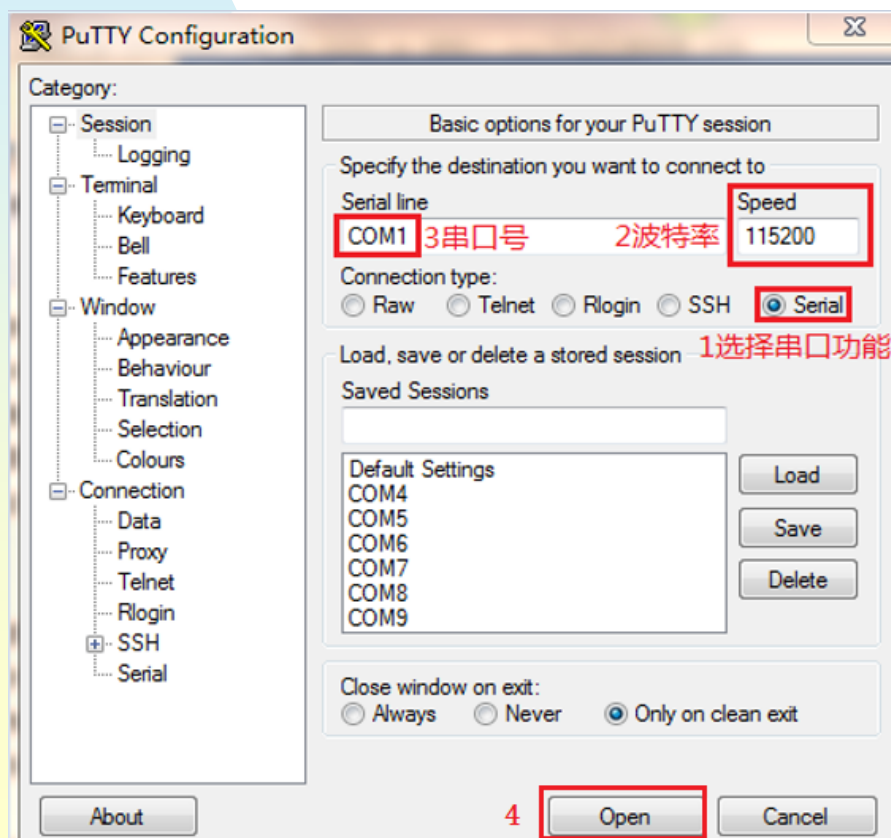 PuTTY Configuration
Category:
Session
Logging
Terminal
Keyboard
Bell
Features
Window
Appearance
Behaviour
Translation
Selection
Colours
Connection
Data
Proxy
Telnet
Rlogin
SSH
Serial
Basic options for your PuTTY session
Specify the destination you want to connect to
Serial line Speed
COM1 3串口号 2波特率 115200
Connection type:
Raw Telnet Rlogin SSH Serial
1选择串口功能
Load, save or delete a stored session
Saved Sessions
Default Settings
COM4
COM5
COM6
COM7
COM8
COM9
Load
Save
Delete
Close window on exit:
Always Never Only on clean exit
About 4 Open Cancel